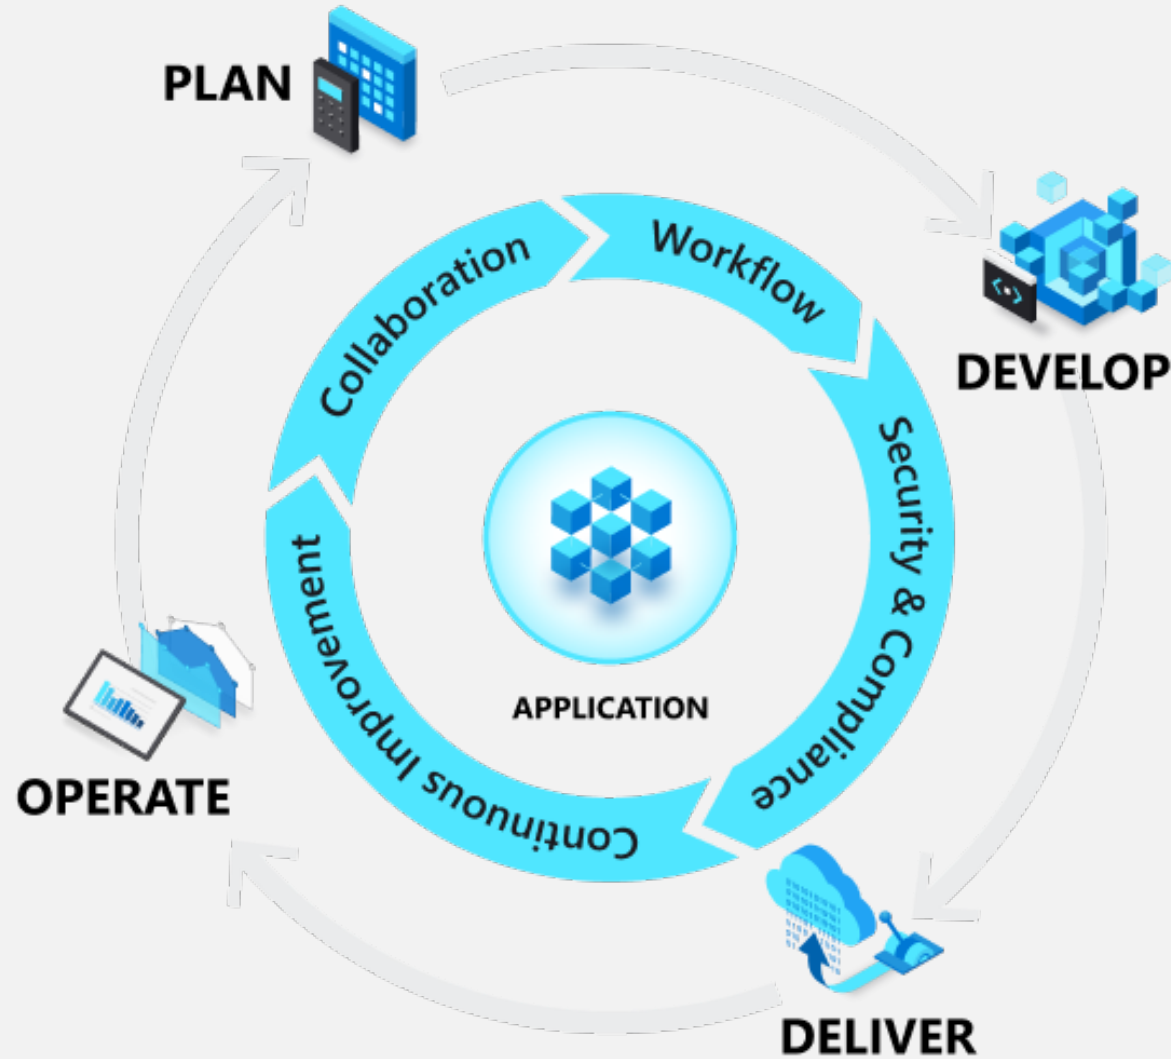 PLAN
Collaboration
Workflow
DEVELOP
Security & Compliance
APPLICATION
Continuous Improvement
OPERATE
DELIVER